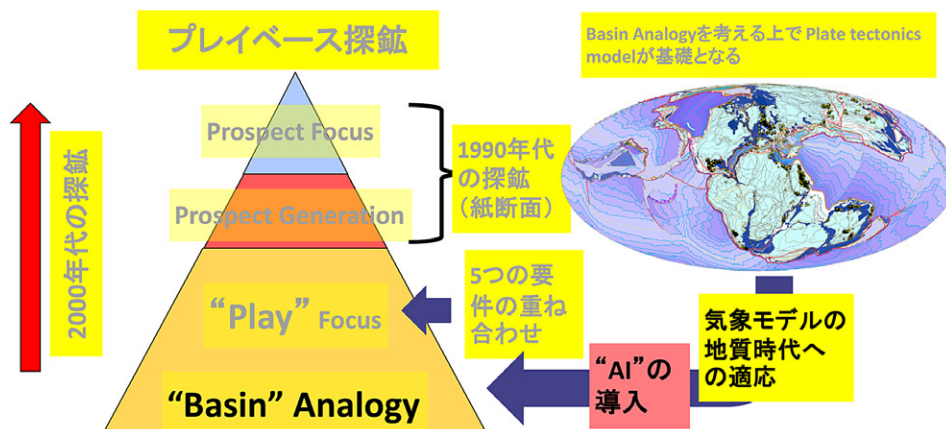 プレイベース探鉱
Basin Analogyを考える上で Plate tectonics
modelが基礎となる
2000年代の探鉱
Prospect Focus
Prospect Generation
1990年代
の探鉱
（紙断面）
“Play” Focus
5つの要
件の重ね
合わせ
“Basin” Analogy
“AI”の
導入
気象モデルの
地質時代へ
の適応